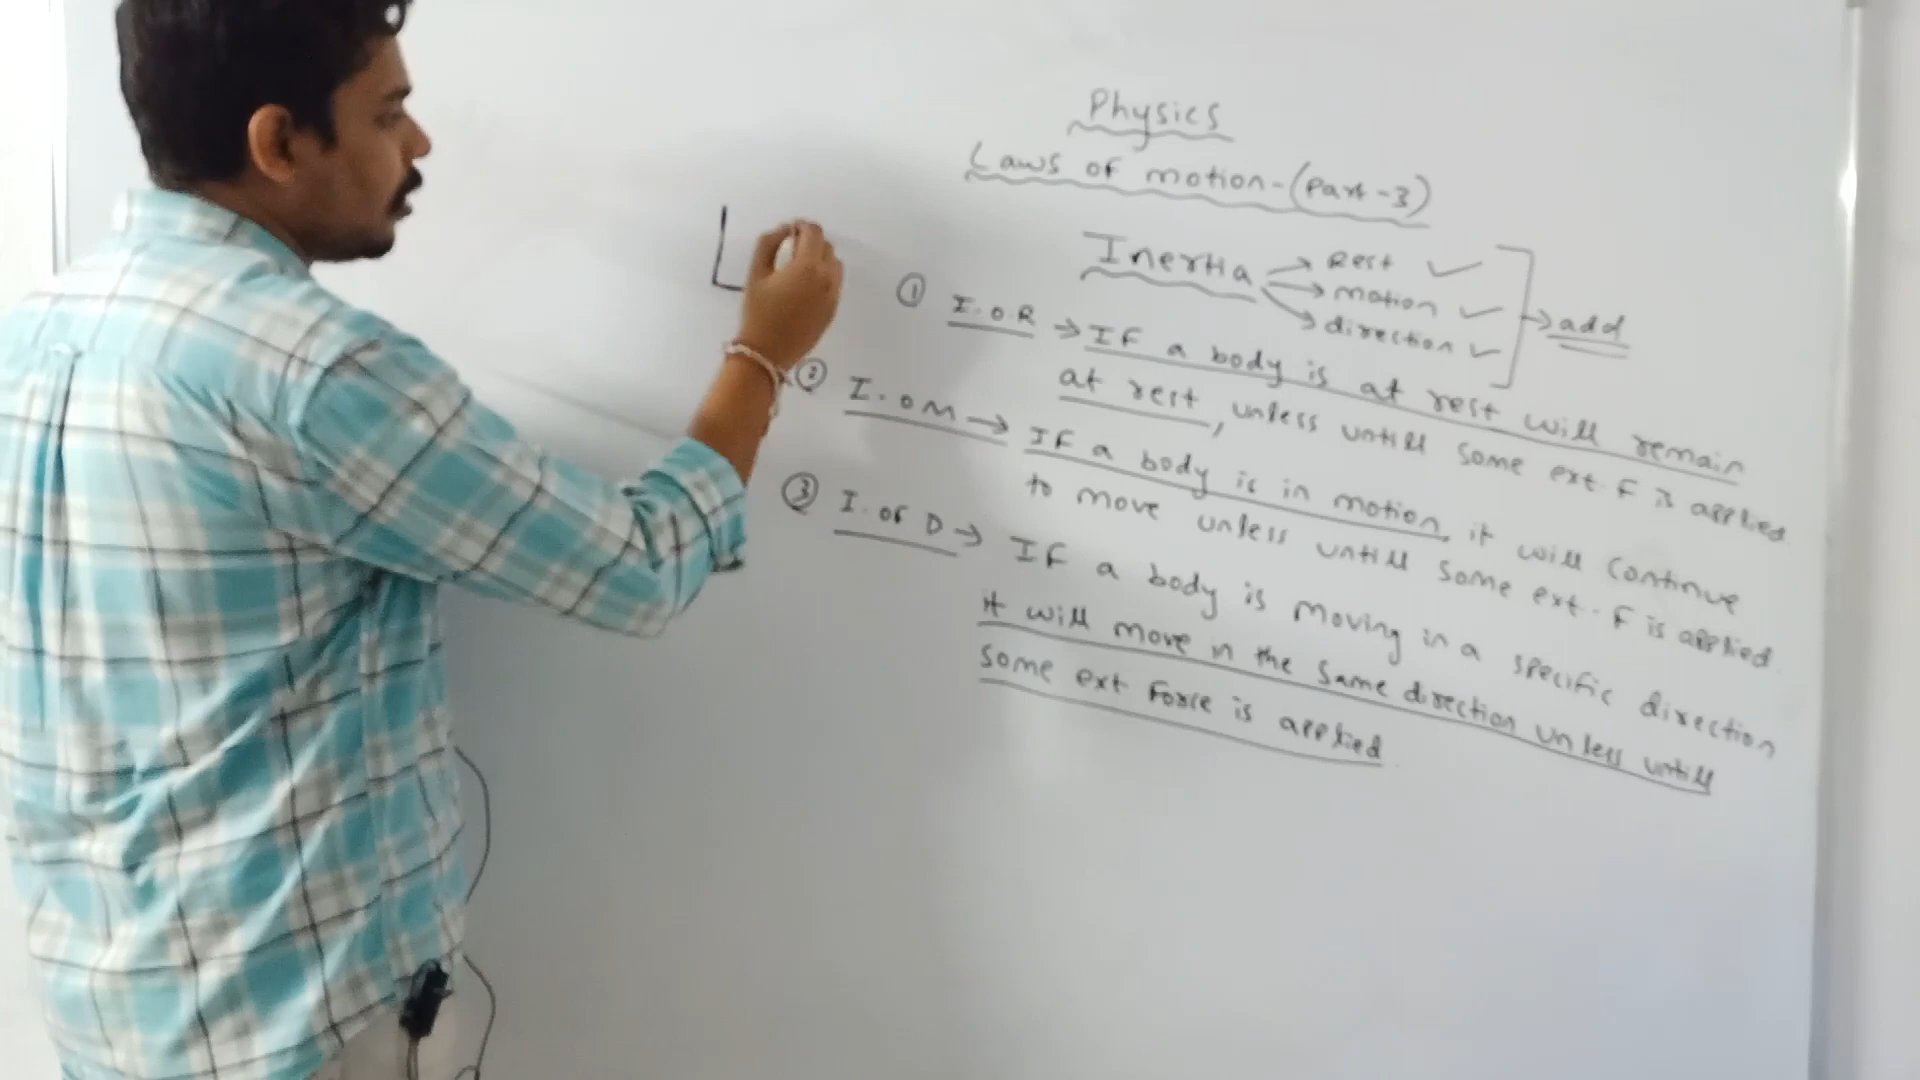 Physics
Laws of motion-(Part-3)
Inertia → Rest ✓
→ motion ✓
→ direction ✓
→ add
① I.O.R → IF a body is at rest will remain
at rest, unless untill some ext. F is applied.
② I.OM → IF a body is in motion, it will continue
to move unless untill some ext. F is applied.
③ I. of D → IF a body is moving in a specific direction
it will move in the same direction unless untill
some ext Force is applied